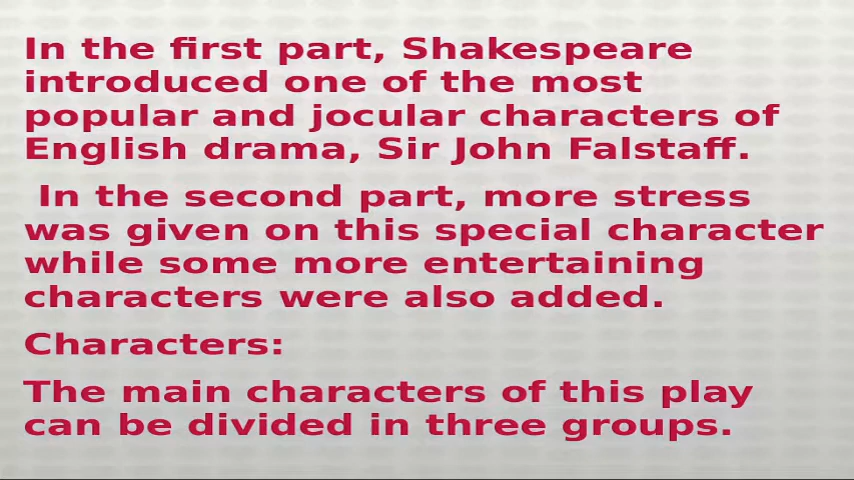 In the first part, Shakespeare
introduced one of the most
popular and jocular characters of
English drama, Sir John Falstaff.
In the second part, more stress
was given on this special character
while some more entertaining
characters were also added.
Characters:
The main characters of this play
can be divided in three groups.